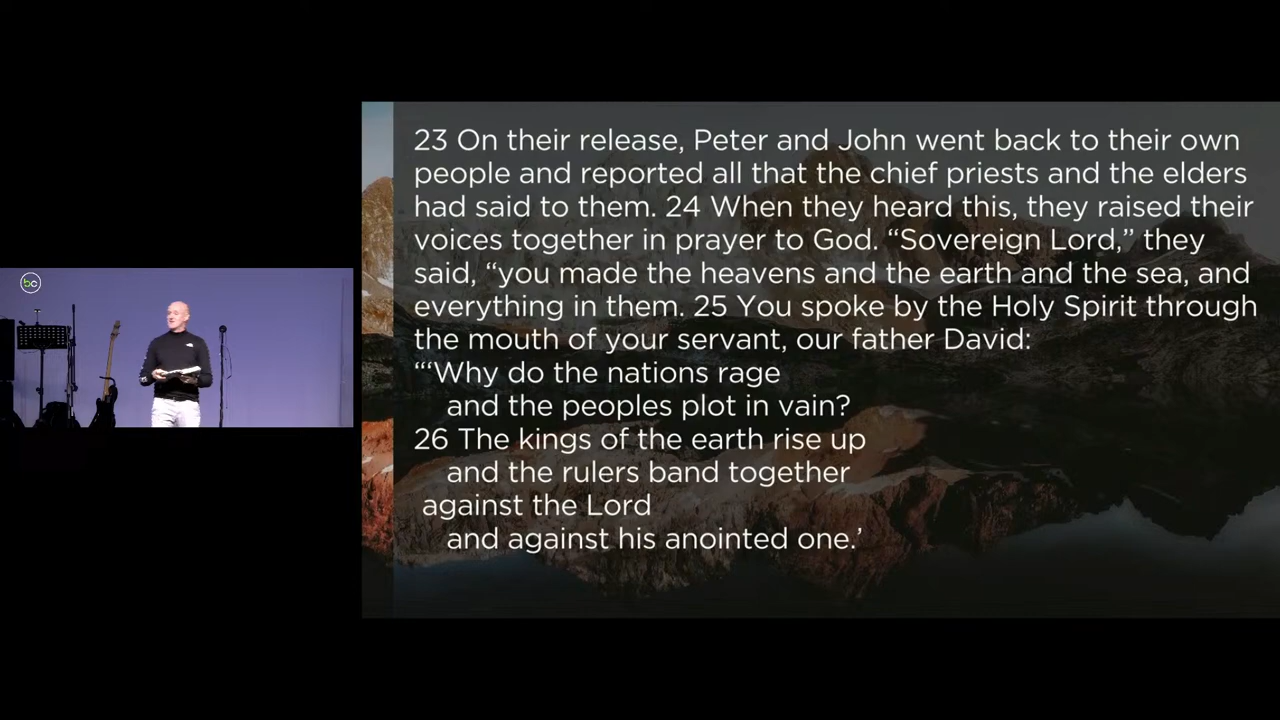 bc
23 On their release, Peter and John went back to their own
people and reported all that the chief priests and the elders
had said to them. 24 When they heard this, they raised their
voices together in prayer to God. “Sovereign Lord,” they
said, “you made the heavens and the earth and the sea, and
everything in them. 25 You spoke by the Holy Spirit through
the mouth of your servant, our father David:
“‘Why do the nations rage
and the peoples plot in vain?
26 The kings of the earth rise up
and the rulers band together
against the Lord
and against his anointed one.’